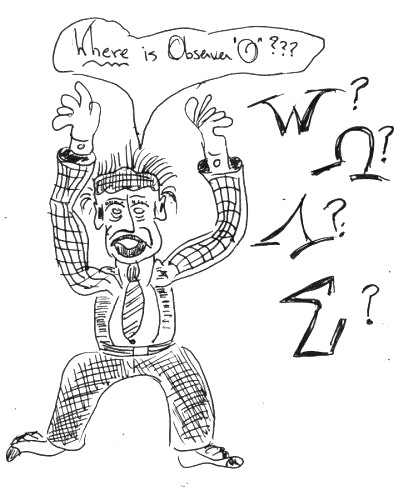 Where is Observer "O" ???
W?
Ω?
Λ?
Σ?